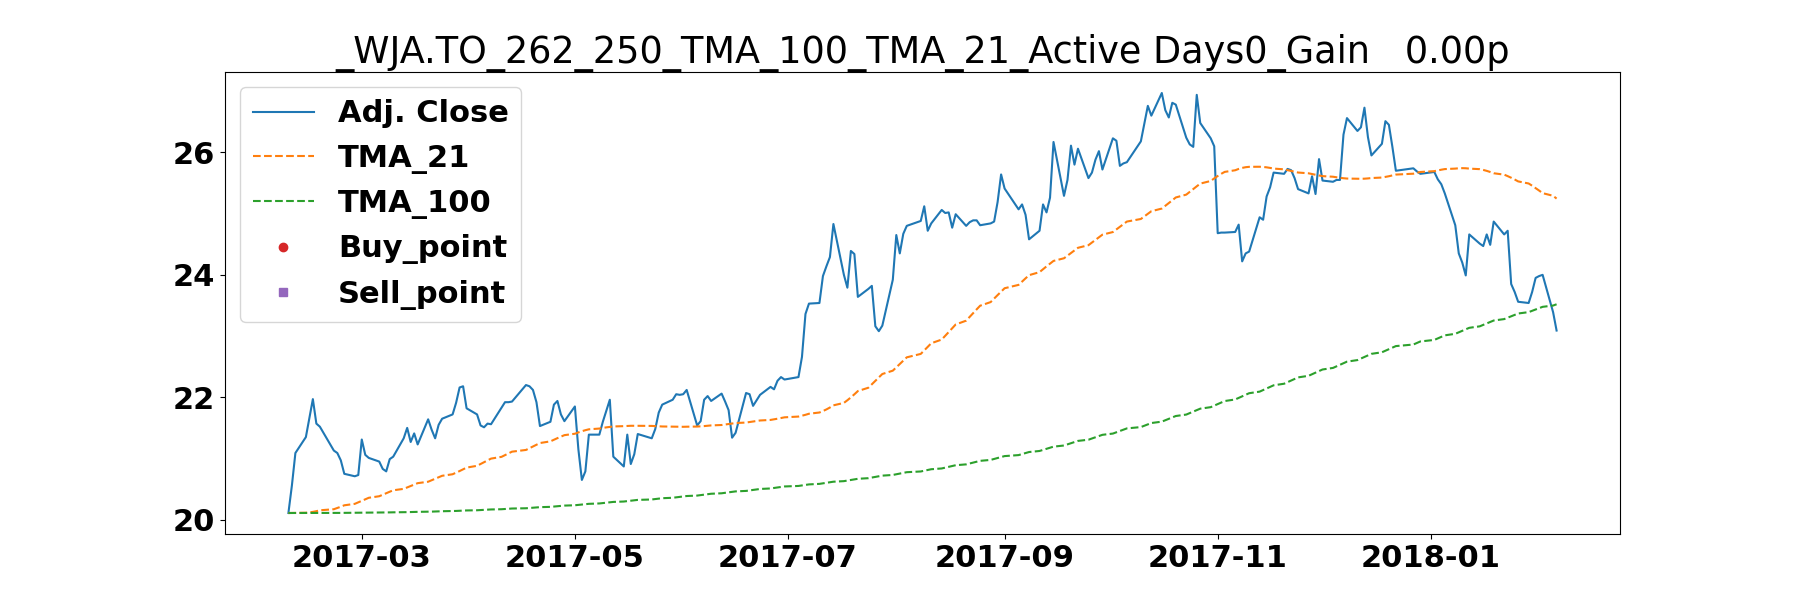 _WJA.TO_262_250_TMA_100_TMA_21_Active Days0_Gain   0.00p
Adj. Close
TMA_21
TMA_100
Buy_point
Sell_point
26
24
22
20
2017-03 2017-05 2017-07 2017-09 2017-11 2018-01